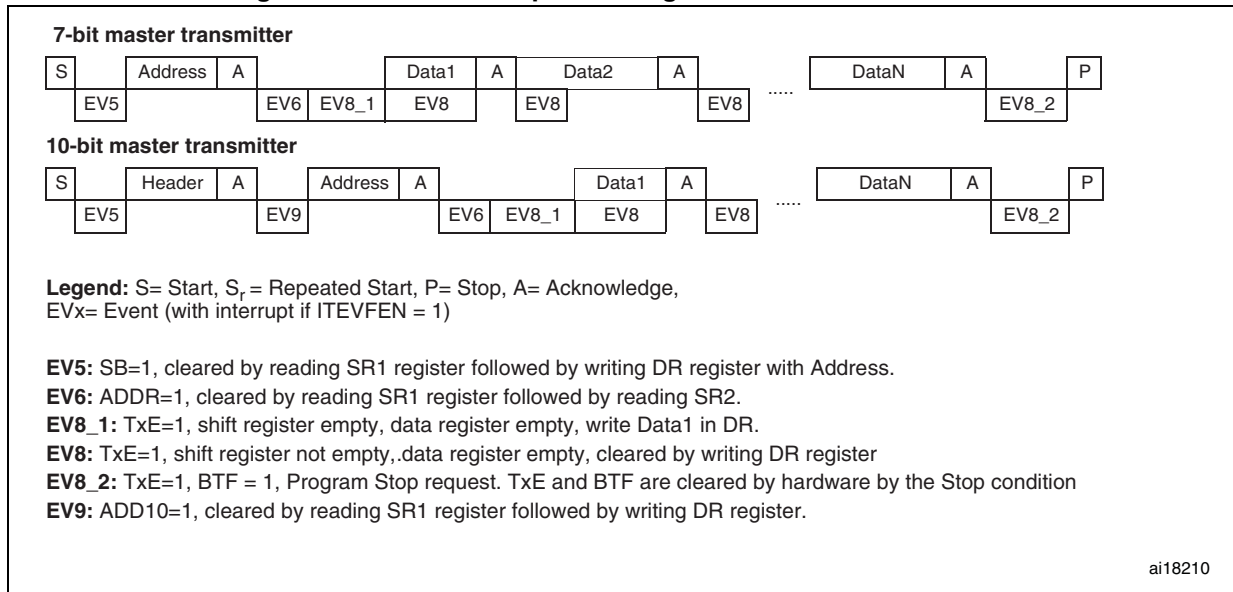 7-bit master transmitter
S Address A Data1 A Data2 A ..... DataN A P
EV5 EV6 EV8_1 EV8 EV8 EV8 EV8_2
10-bit master transmitter
S Header A Address A Data1 A ..... DataN A P
EV5 EV9 EV6 EV8_1 EV8 EV8 EV8_2
Legend: S= Start, Sr = Repeated Start, P= Stop, A= Acknowledge,
EVx= Event (with interrupt if ITEVFEN = 1)
EV5: SB=1, cleared by reading SR1 register followed by writing DR register with Address.
EV6: ADDR=1, cleared by reading SR1 register followed by reading SR2.
EV8_1: TxE=1, shift register empty, data register empty, write Data1 in DR.
EV8: TxE=1, shift register not empty,.data register empty, cleared by writing DR register
EV8_2: TxE=1, BTF = 1, Program Stop request. TxE and BTF are cleared by hardware by the Stop condition
EV9: ADD10=1, cleared by reading SR1 register followed by writing DR register.
ai18210